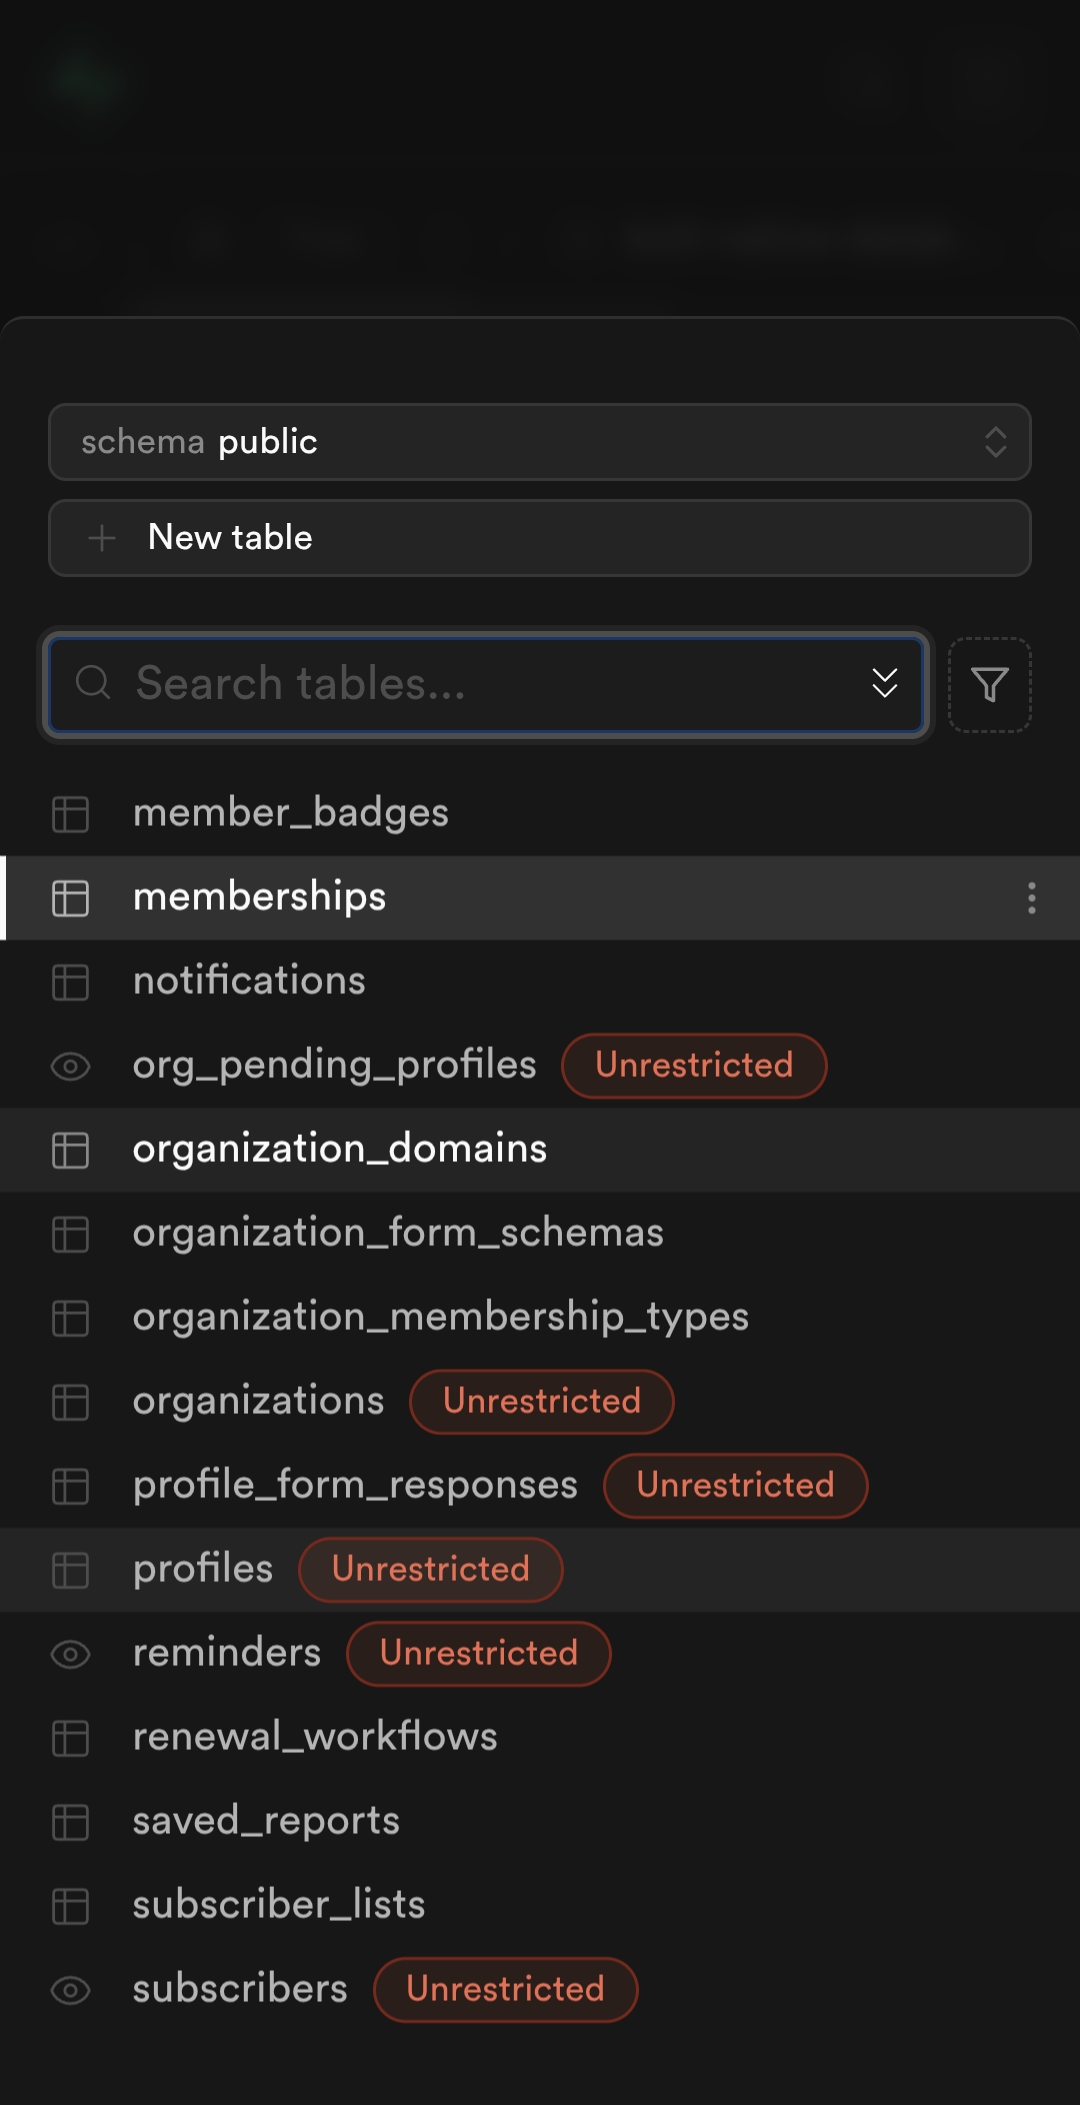 schema public
New table
Search tables...
member_badges
memberships
notifications
org_pending_profiles Unrestricted
organization_domains
organization_form_schemas
organization_membership_types
organizations Unrestricted
profile_form_responses Unrestricted
profiles Unrestricted
reminders Unrestricted
renewal_workflows
saved_reports
subscriber_lists
subscribers Unrestricted